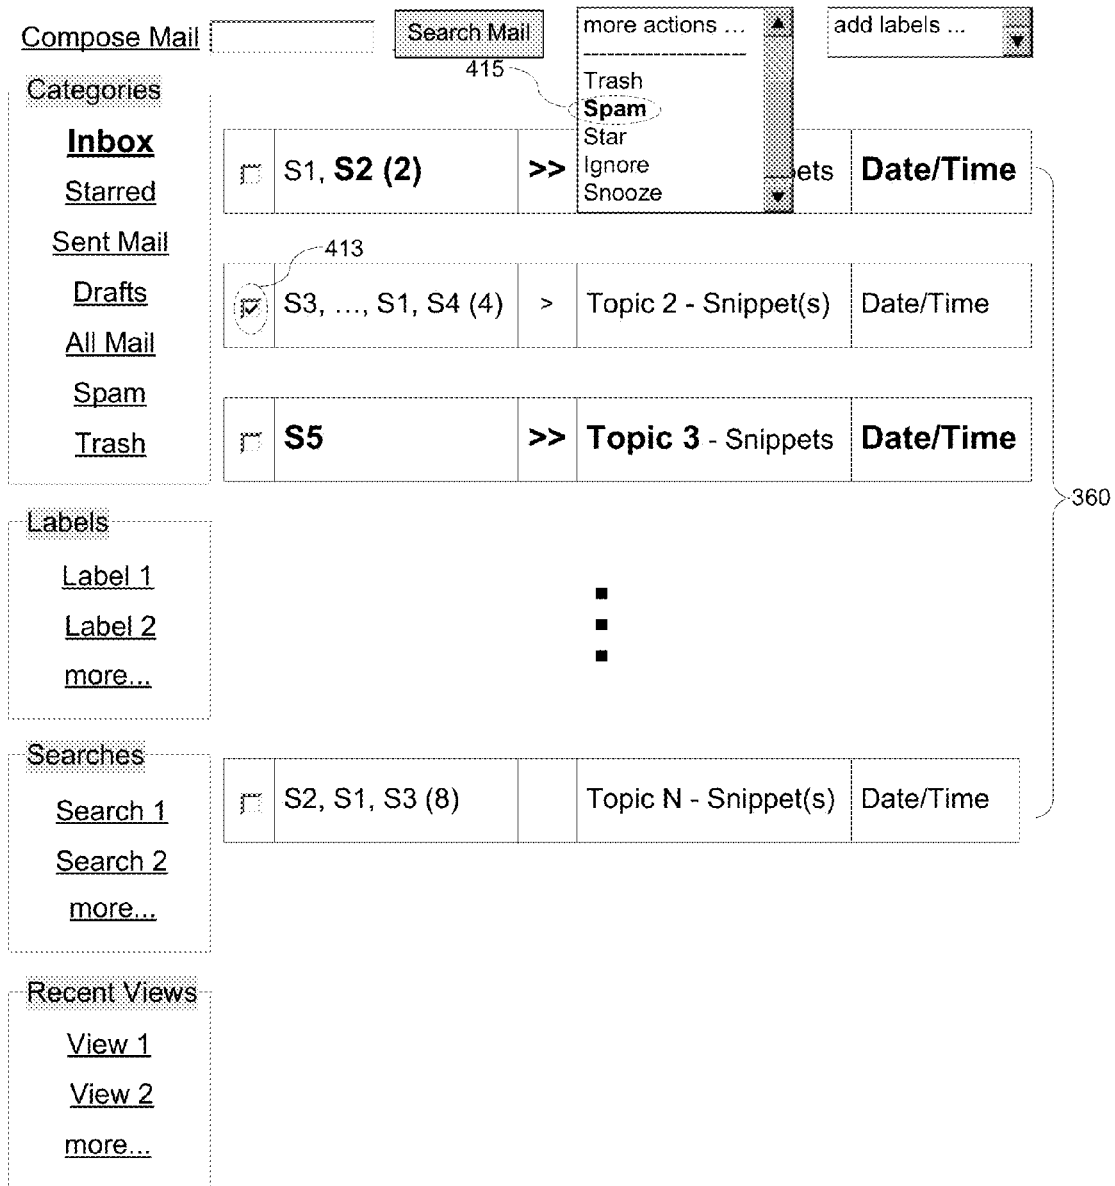 Compose Mail
Search Mail
more actions ...
---------------------
Trash
Spam
Star
Ignore
Snooze
add labels ...
415
Categories
Inbox
Starred
Sent Mail
Drafts
All Mail
Spam
Trash
S1, S2 (2) >> ets Date/Time
413
S3, ..., S1, S4 (4) > Topic 2 - Snippet(s) Date/Time
S5 >> Topic 3 - Snippets Date/Time
360
Labels
Label 1
Label 2
more...
Searches
Search 1
Search 2
more...
S2, S1, S3 (8) Topic N - Snippet(s) Date/Time
Recent Views
View 1
View 2
more...